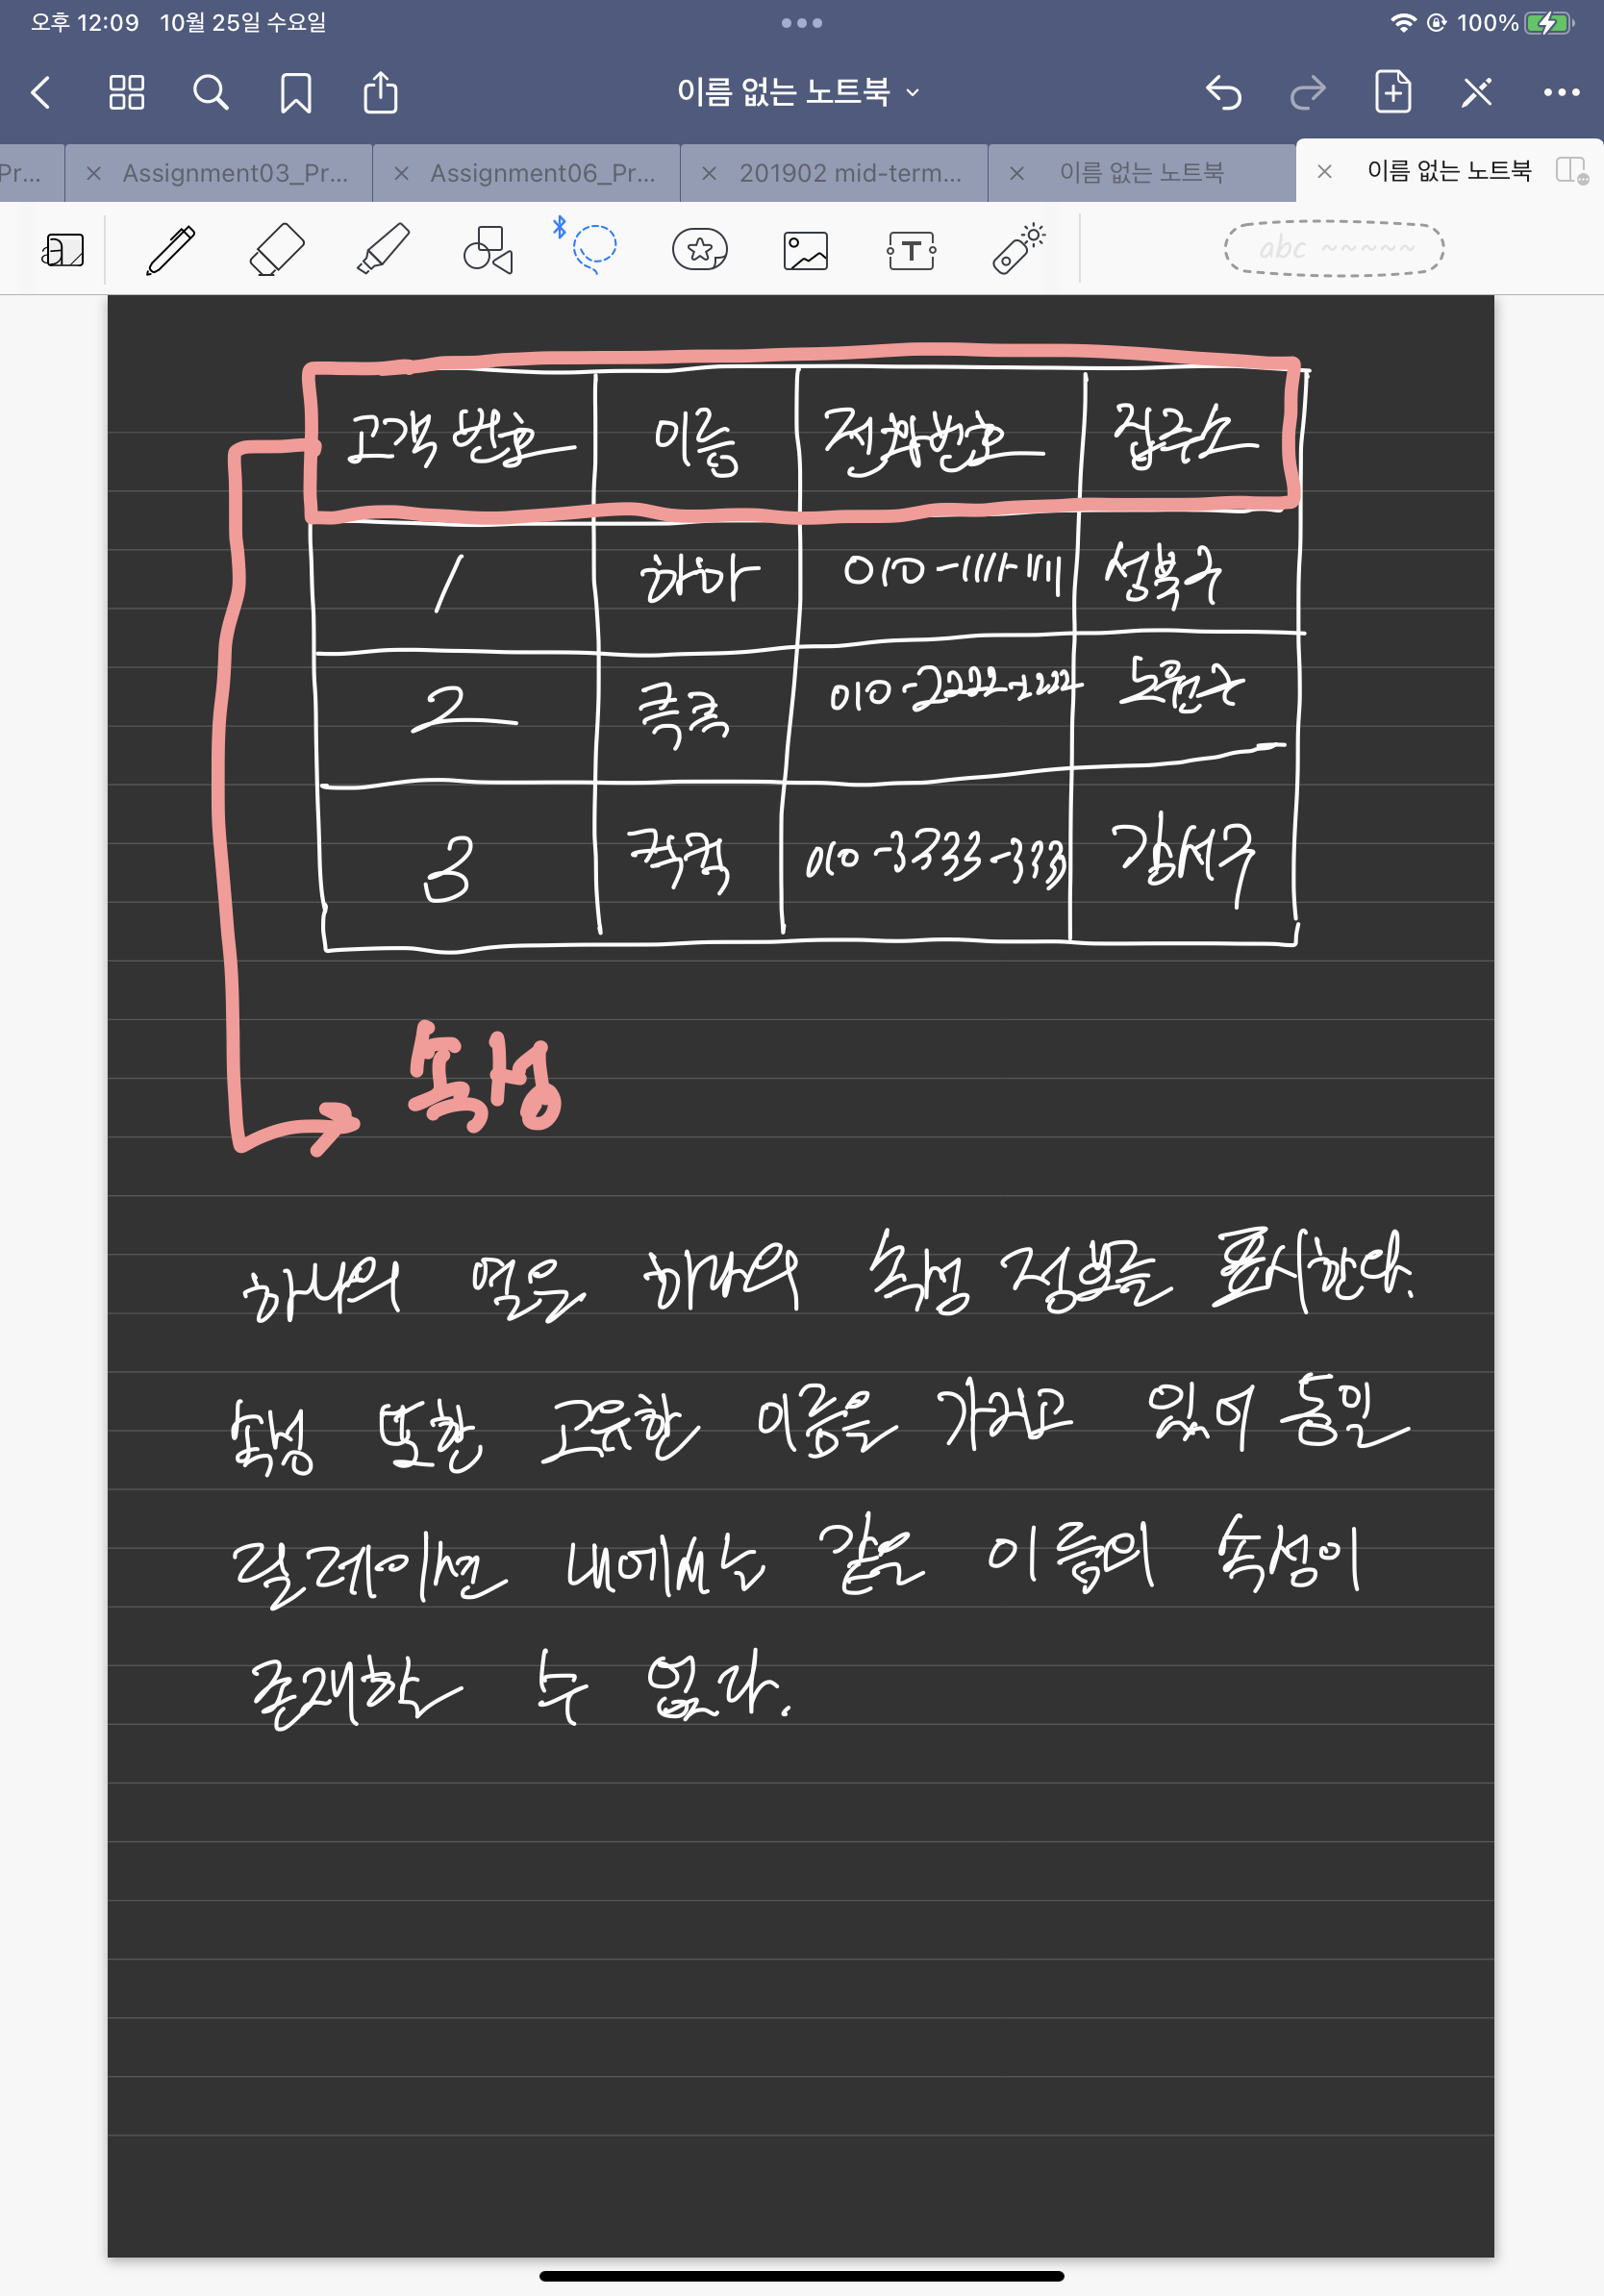 오후 12:09 10월 25일 수요일 100%
이름 없는 노트북
Pr... Assignment03_Pr... Assignment06_Pr... 201902 mid-term... 이름 없는 노트북 이름 없는 노트북
T abc
고객 번호 이름 전화번호 집주소
1 하마 010-1111-1111 성북구
2 콕콕 010-2222-2222 노원구
3 쿡쿡 010-3333-333 강서구
속성
하나의 열은 하나의 속성 정보를 표시한다.
속성 또한 고유한 이름을 가지고 있어 동일
릴레이션 내에서는 같은 이름의 속성이
존재할 수 없다.